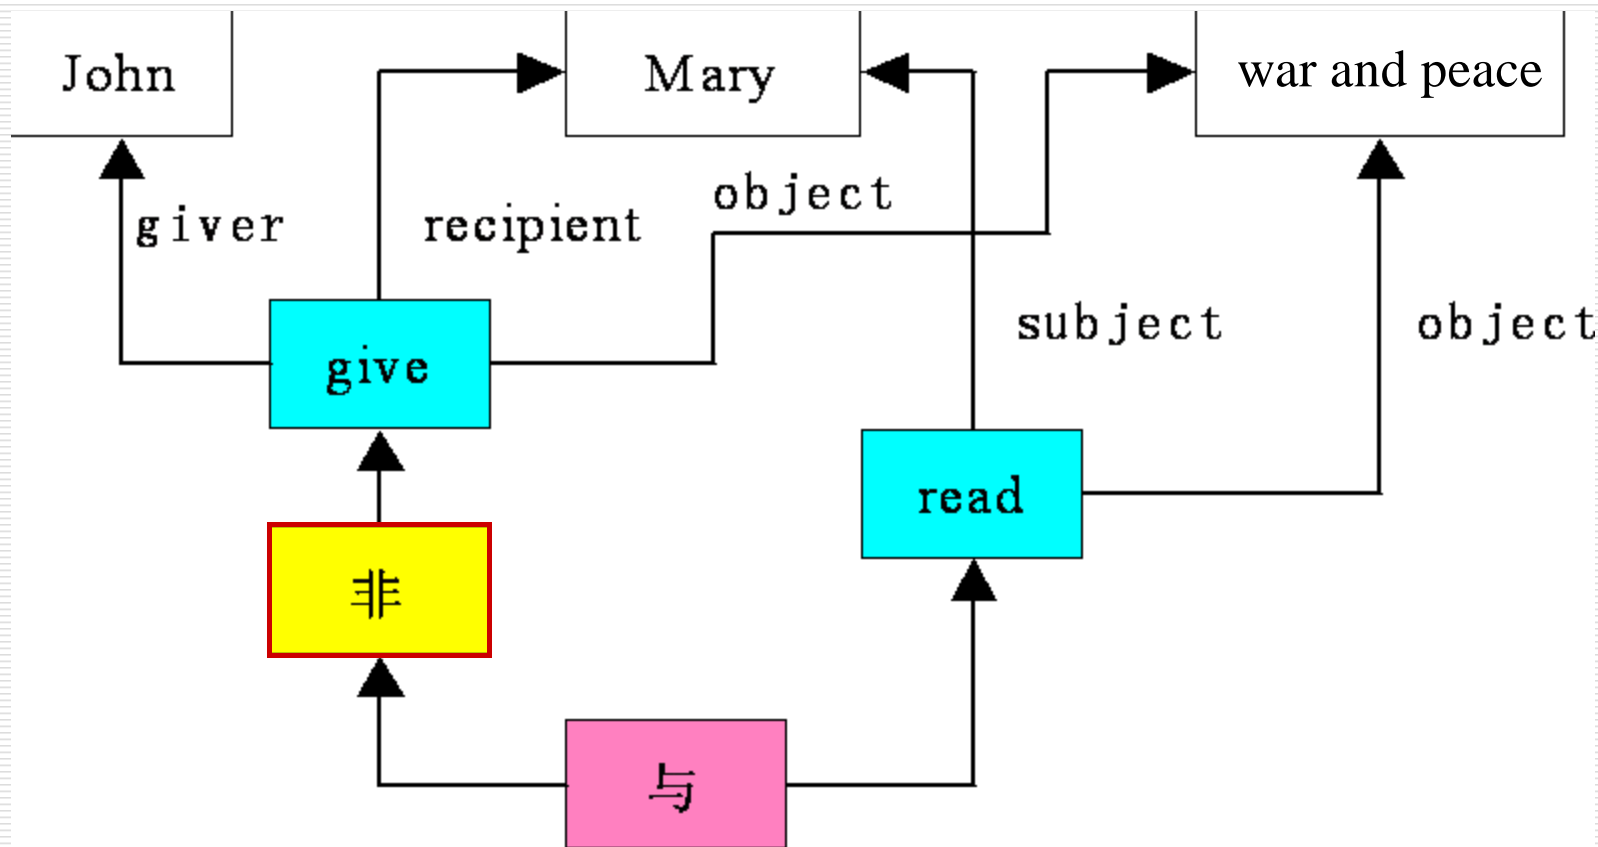 John
Mary
war and peace
giver
recipient
object
subject
object
give
read
非
与